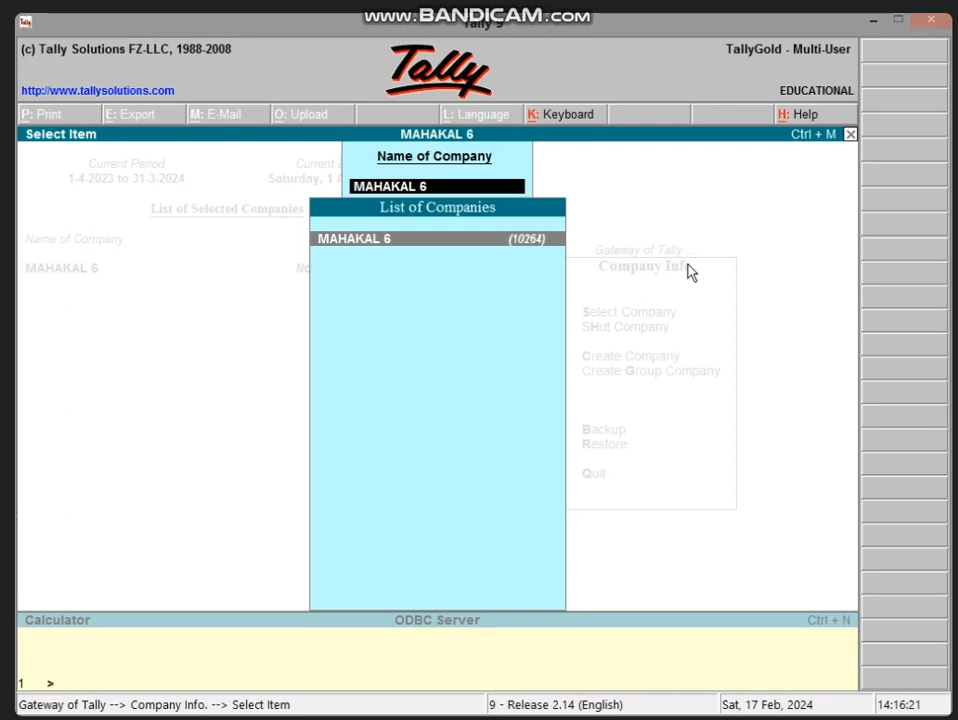 www.BANDICAM.com
Tally 9
(c) Tally Solutions FZ-LLC, 1988-2008
Tally
TallyGold - Multi-User
http://www.tallysolutions.com
EDUCATIONAL
P: Print
E: Export
M: E-Mail
O: Upload
L: Language
K: Keyboard
H: Help
Select Item
MAHAKAL 6
Ctrl + M
Current Period
1-4-2023 to 31-3-2024
Saturday, 1
Name of Company
MAHAKAL 6
List of Selected Companies
List of Companies
Name of Company
MAHAKAL 6 (10264)
MAHAKAL 6
Gateway of Tally
Company Info
Select Company
SHut Company
Create Company
Create Group Company
Backup
Restore
Quit
Calculator
ODBC Server
Ctrl + N
1 >
Gateway of Tally --> Company Info. --> Select Item
9 - Release 2.14 (English)
Sat, 17 Feb, 2024
14:16:21